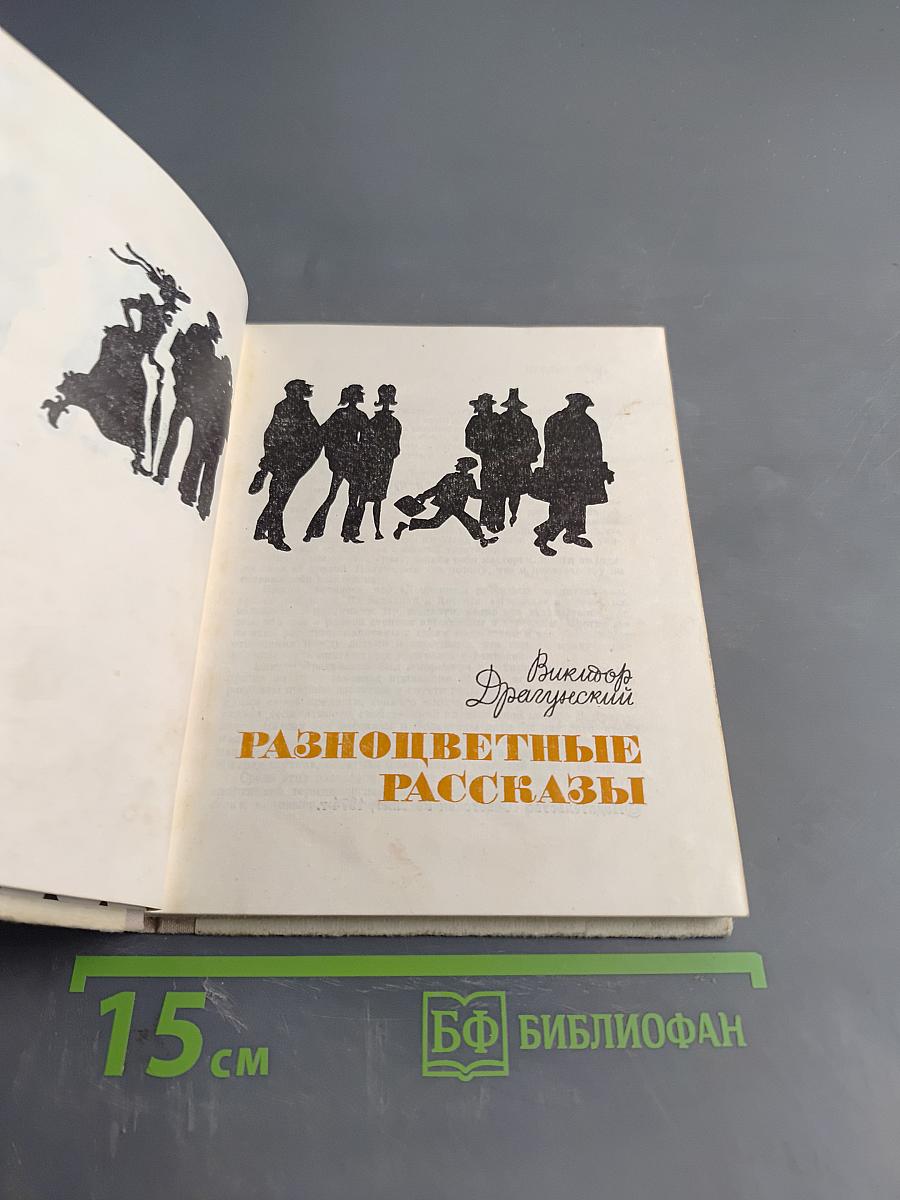 Виктор
Драгунский
РАЗНОЦВЕТНЫЕ
РАССКАЗЫ
15 см
БФ БИБЛИОФАН